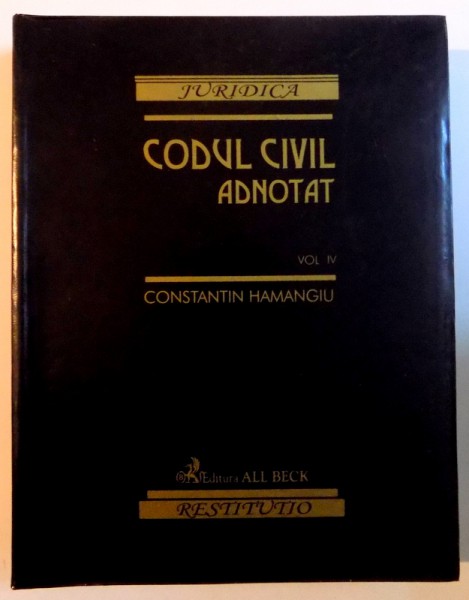 JURIDICA
CODUL CIVIL
ADNOTAT
VOL IV
CONSTANTIN HAMANGIU
Editura ALL BECK
RESTITUTIO